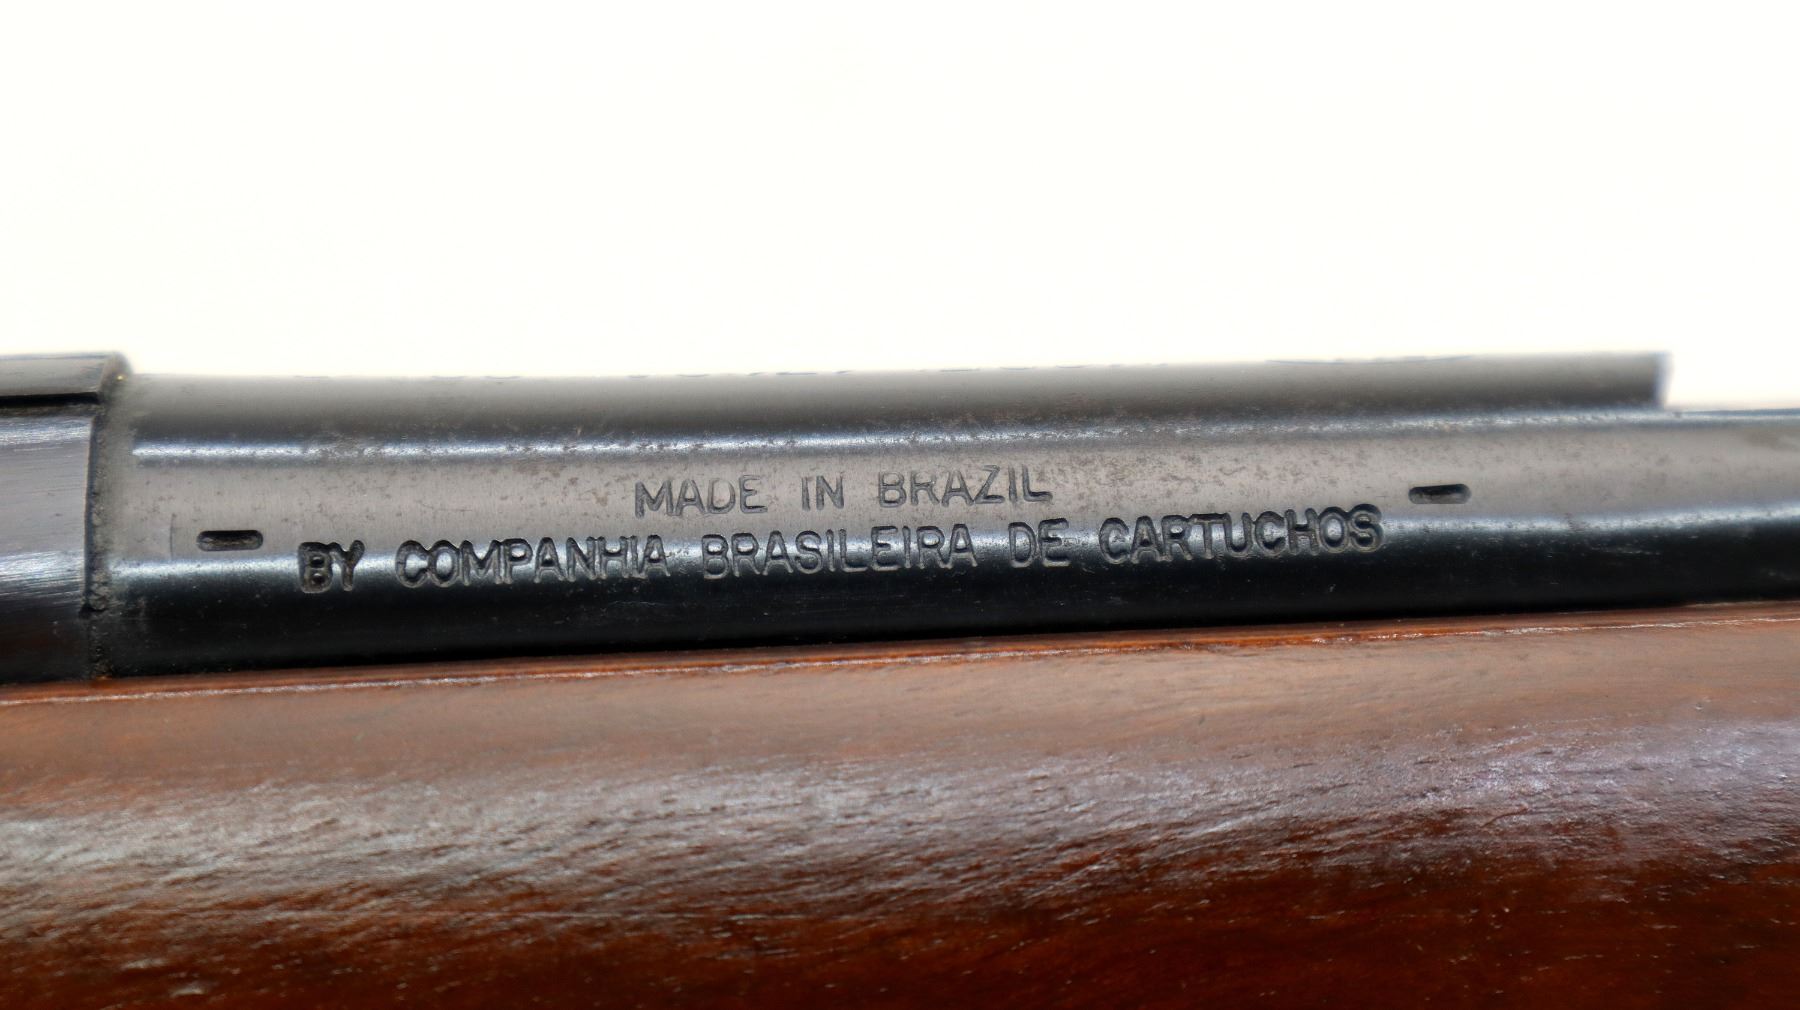 MADE IN BRAZIL
- BY COMPANHIA BRASILEIRA DE CARTUCHOS -